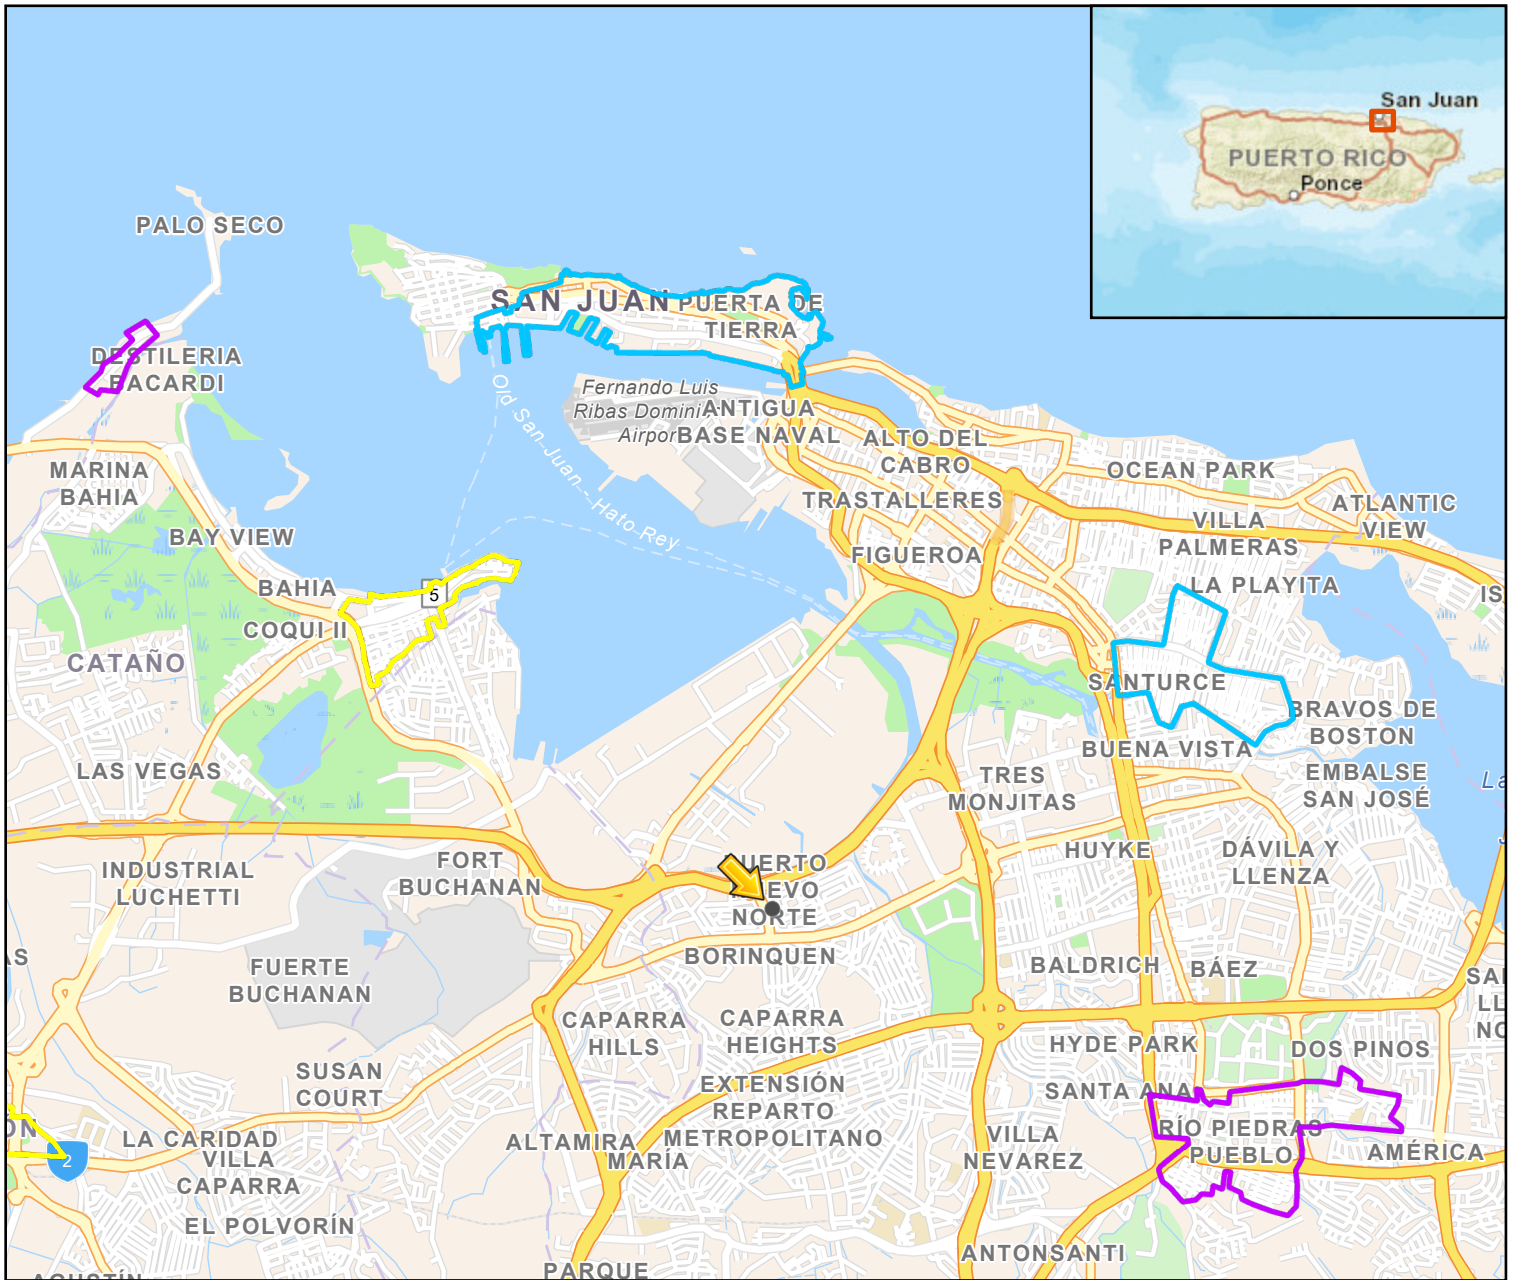 San Juan
PUERTO RICO
Ponce
PALO SECO
SAN JUAN
PUERTA DE
TIERRA
DESTILERIA
BACARDI
Fernando Luis
Ribas Domini
Airpor
ANTIGUA
BASE NAVAL
Old San Juan - Hato Rey
ALTO DEL
CABRO
MARINA
BAHIA
OCEAN PARK
TRASTALLERES
ATLANTIC
VIEW
VILLA
PALMERAS
BAY VIEW
FIGUEROA
BAHIA
5
LA PLAYITA
IS
COQUI II
CATAÑO
SANTURCE
BRAVOS DE
BOSTON
BUENA VISTA
LAS VEGAS
TRES
MONJITAS
EMBALSE
SAN JOSÉ
La
INDUSTRIAL
LUCHETTI
FORT
BUCHANAN
HUYKE
DÁVILA Y
LLENZA
PUERTO
NUEVO
NORTE
BORINQUEN
AS
FUERTE
BUCHANAN
BALDRICH
BÁEZ
CAPARRA
HILLS
CAPARRA
HEIGHTS
HYDE PARK
DOS PINOS
SUSAN
COURT
EXTENSIÓN
REPARTO
METROPOLITANO
SANTA ANA
ON
2
LA CARIDAD
VILLA
CAPARRA
ALTAMIRA
MARÍA
VILLA
NEVAREZ
RÍO PIEDRAS
PUEBLO
AMÉRICA
EL POLVORÍN
ANTONSANTI
PARQUE
AGUSTÍN